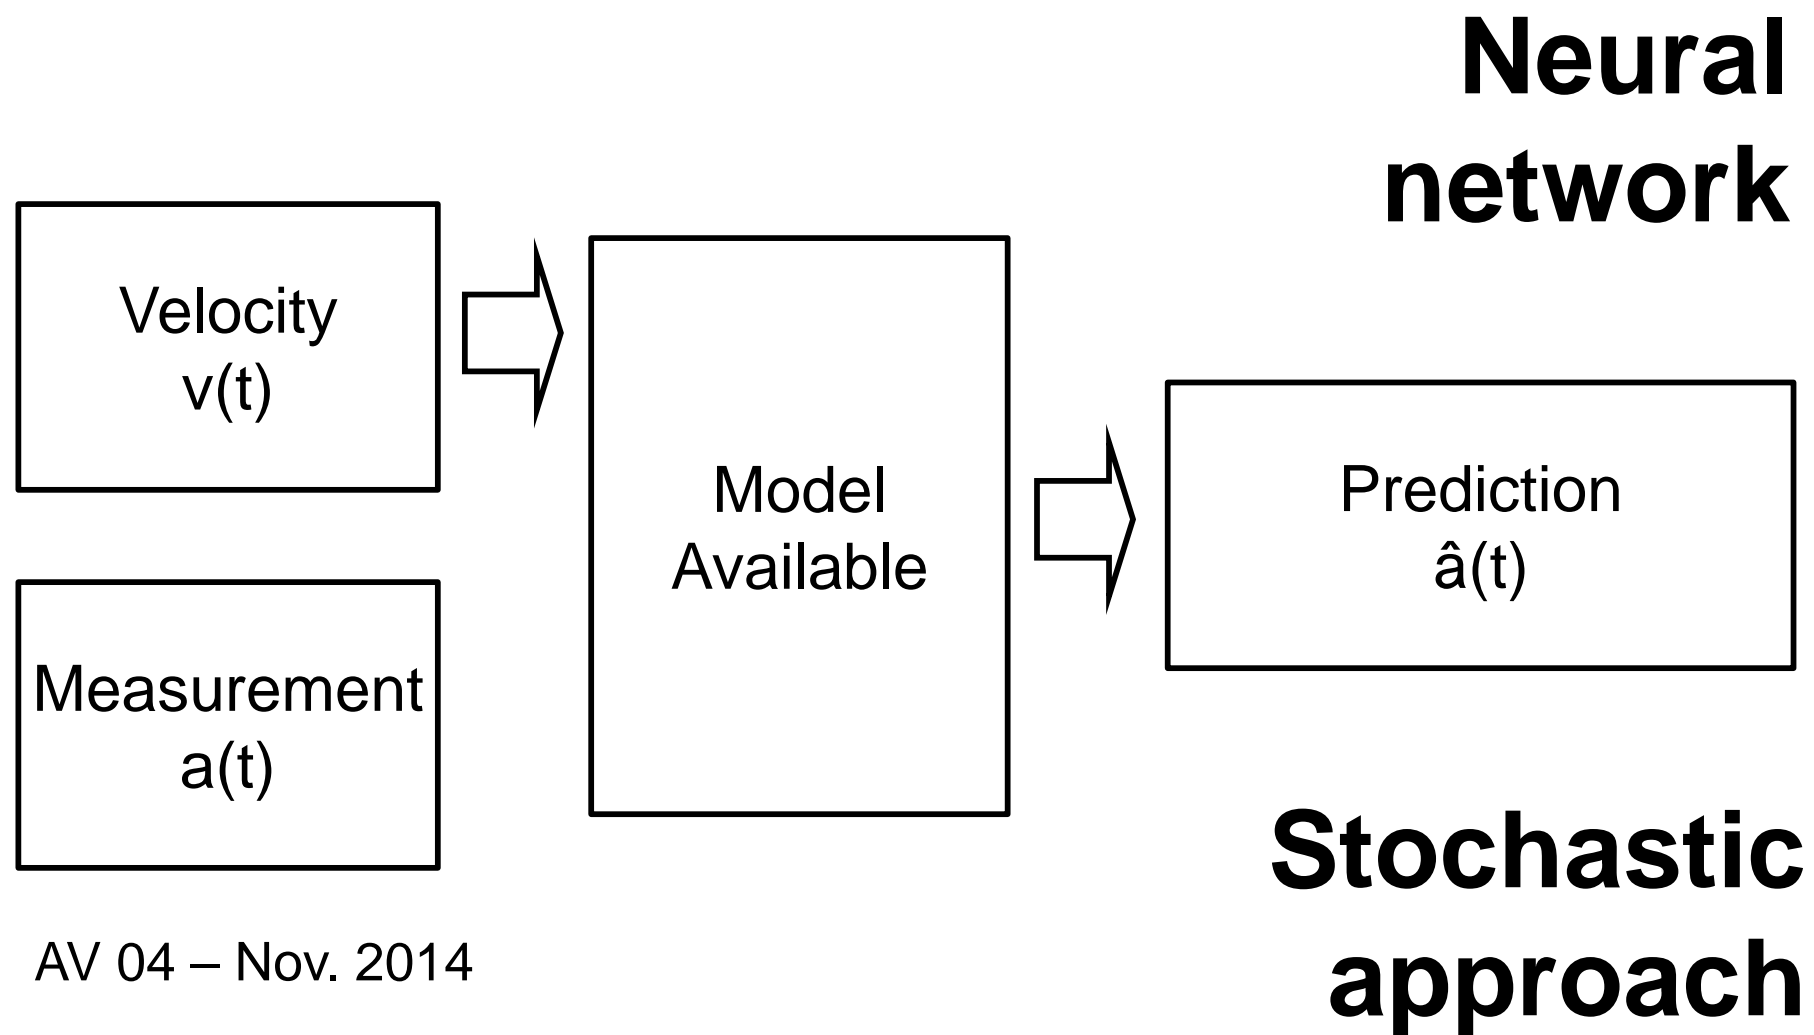 Neural
network
Velocity
v(t)
Model
Available
Prediction
â(t)
Measurement
a(t)
Stochastic
approach
AV 04 – Nov. 2014